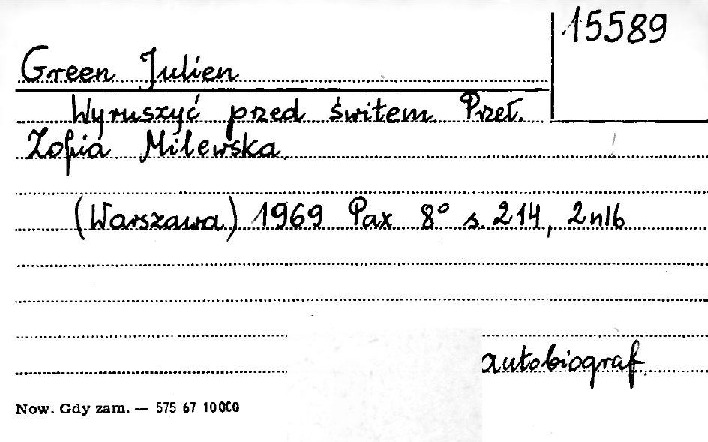 15589
Green Julien
Wyruszyć przed świtem Przeł.
Zofia Milewska
(Warszawa) 1969 Pax 8° s. 214, 2nlb
autobiograf.
Now. Gdy zam. — 575 67 10000